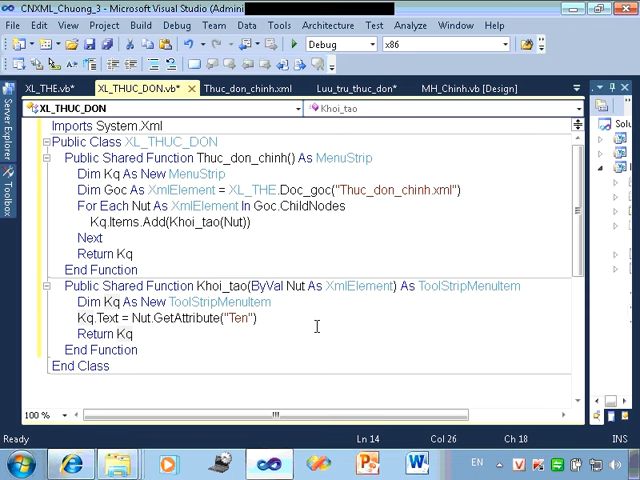 CNXML_Chuong_3 - Microsoft Visual Studio (Admini
File Edit View Project Build Debug Team Data Tools Architecture Test Analyze Window Help
Debug x86
XL_THE.vb* XL_THUC_DON.vb* Thuc_don_chinh.xml Luu_tru_thuc_don* MH_Chinh.vb [Design]
Server Explorer
Toolbox
Solu
XL_THUC_DON Khoi_tao
Imports System.Xml
Public Class XL_THUC_DON
Public Shared Function Thuc_don_chinh() As MenuStrip
Dim Kq As New MenuStrip
Dim Goc As XmlElement = XL_THE.Doc_goc("Thuc_don_chinh.xml")
For Each Nut As XmlElement In Goc.ChildNodes
Kq.Items.Add(Khoi_tao(Nut))
Next
Return Kq
End Function
Public Shared Function Khoi_tao(ByVal Nut As XmlElement) As ToolStripMenuItem
Dim Kq As New ToolStripMenuItem
Kq.Text = Nut.GetAttribute("Ten")
Return Kq
End Function
End Class
100 %
Ready Ln 14 Col 26 Ch 18 INS
EN